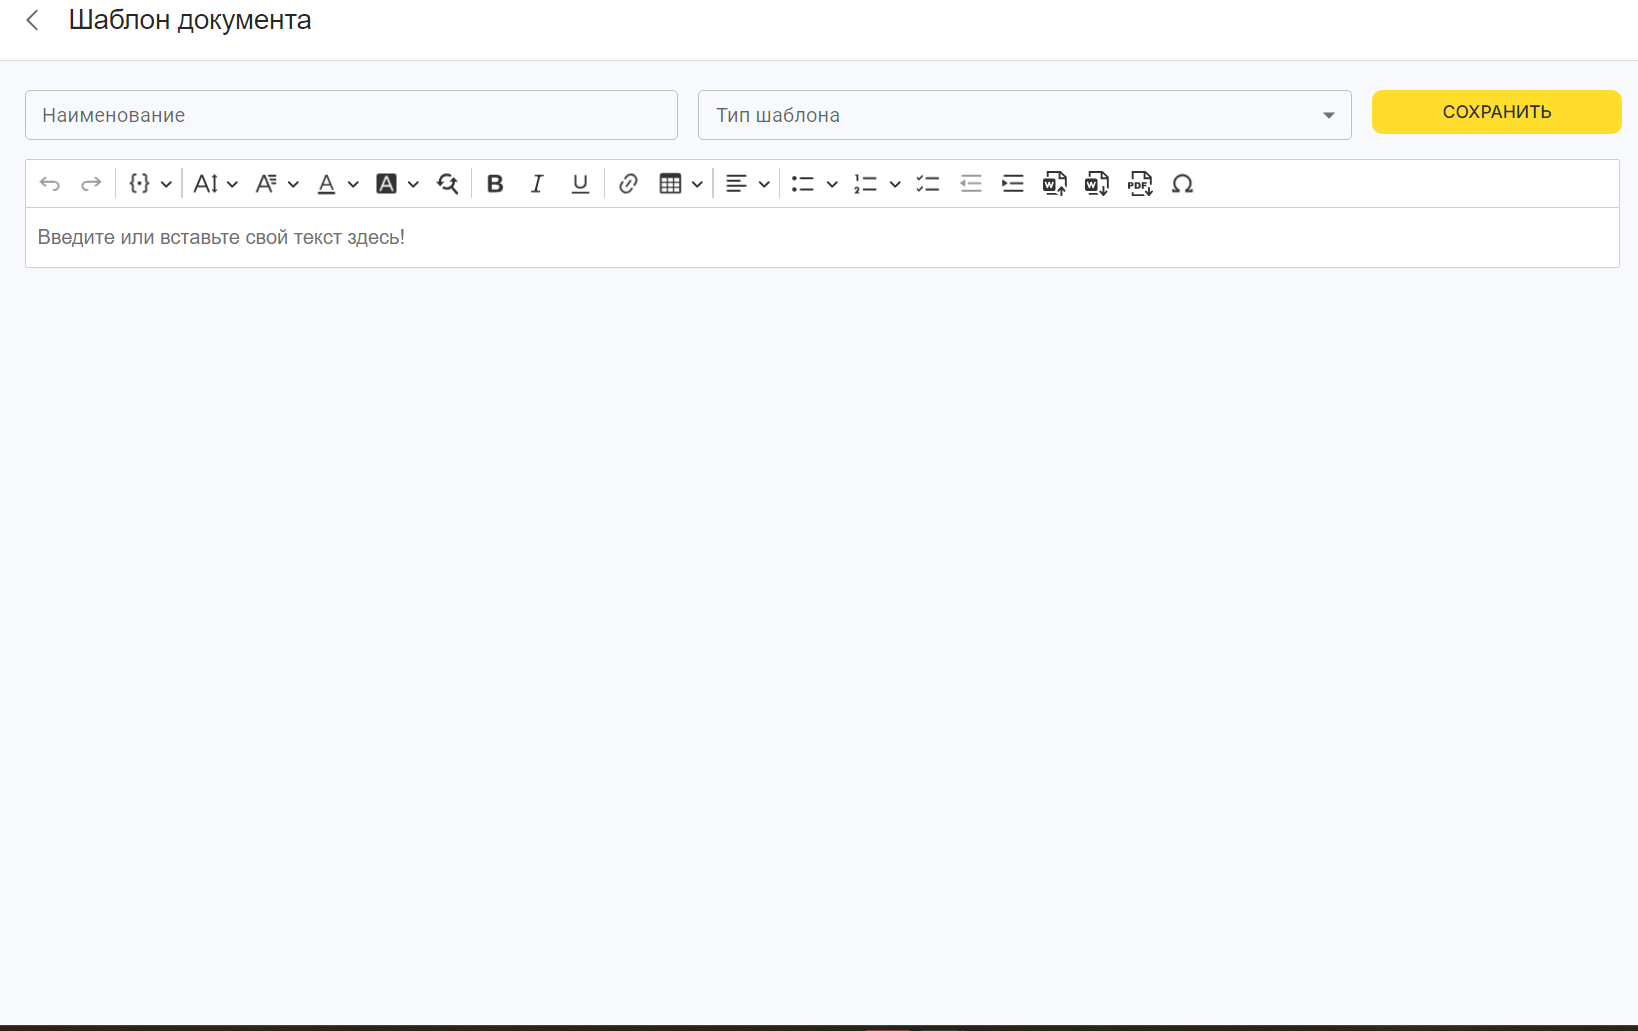 Шаблон документа
Наименование
Тип шаблона
СОХРАНИТЬ
Введите или вставьте свой текст здесь!